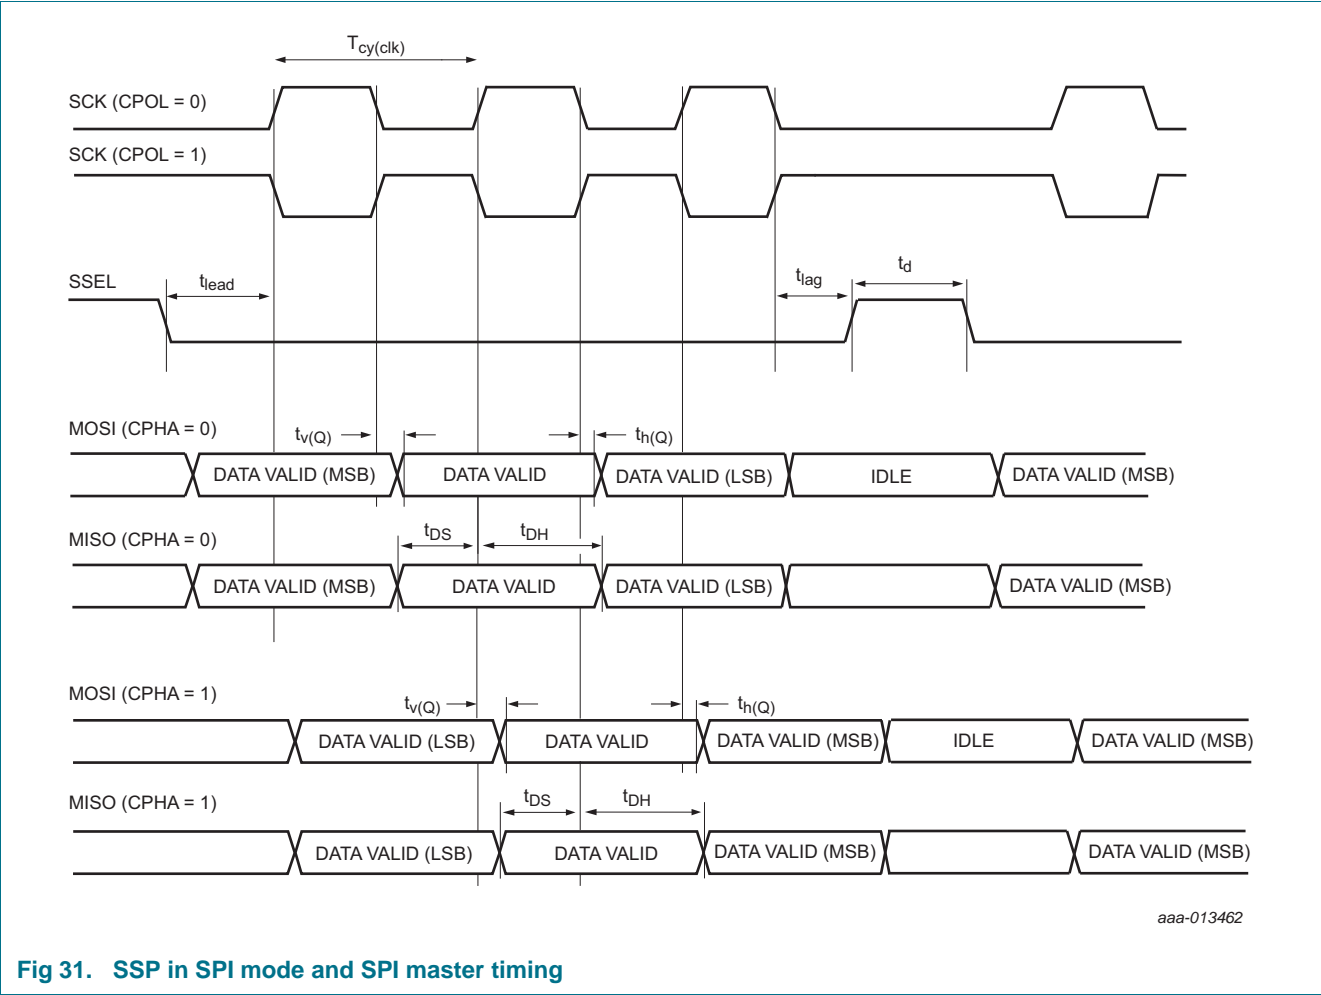 Tcy(clk)
SCK (CPOL = 0)
SCK (CPOL = 1)
SSEL
tlead
tlag
td
MOSI (CPHA = 0)
tv(Q)
th(Q)
DATA VALID (MSB)
DATA VALID
DATA VALID (LSB)
IDLE
DATA VALID (MSB)
MISO (CPHA = 0)
tDS
tDH
DATA VALID (MSB)
DATA VALID
DATA VALID (LSB)
DATA VALID (MSB)
MOSI (CPHA = 1)
tv(Q)
th(Q)
DATA VALID (LSB)
DATA VALID
DATA VALID (MSB)
IDLE
DATA VALID (MSB)
MISO (CPHA = 1)
tDS
tDH
DATA VALID (LSB)
DATA VALID
DATA VALID (MSB)
DATA VALID (MSB)
aaa-013462
Fig 31. SSP in SPI mode and SPI master timing